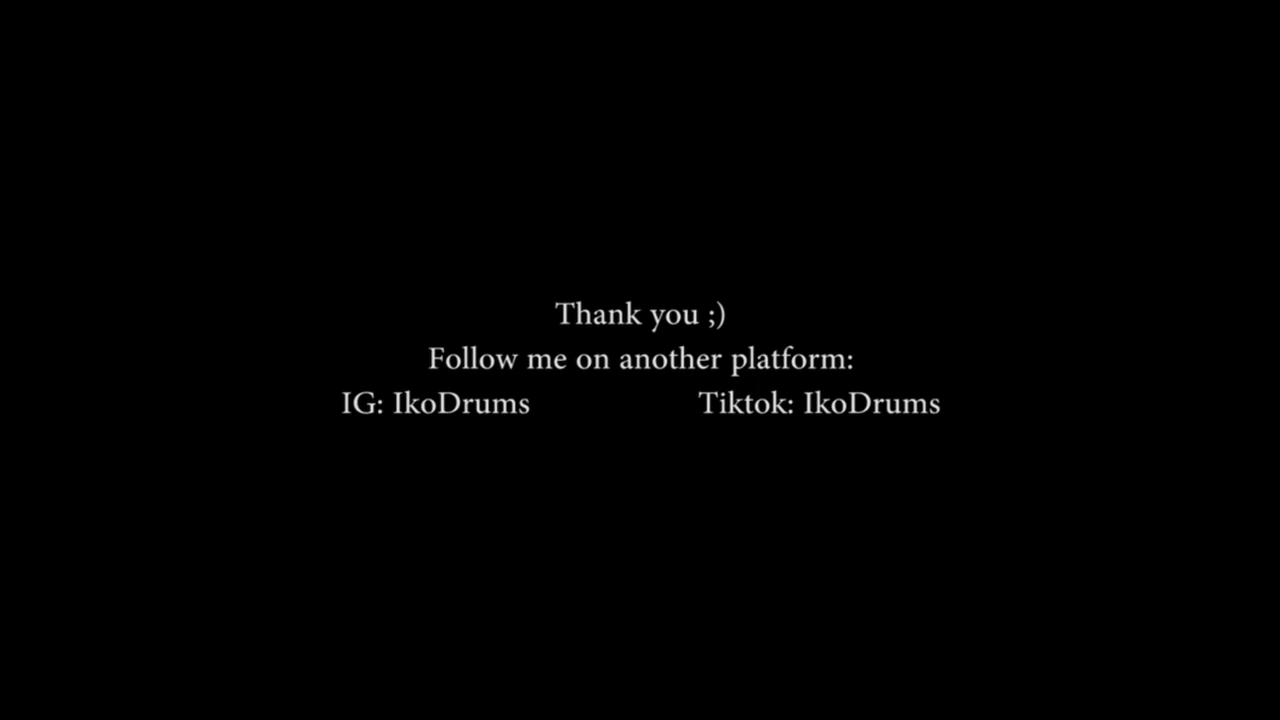 Thank you ;)
Follow me on another platform:
IG: IkoDrums Tiktok: IkoDrums